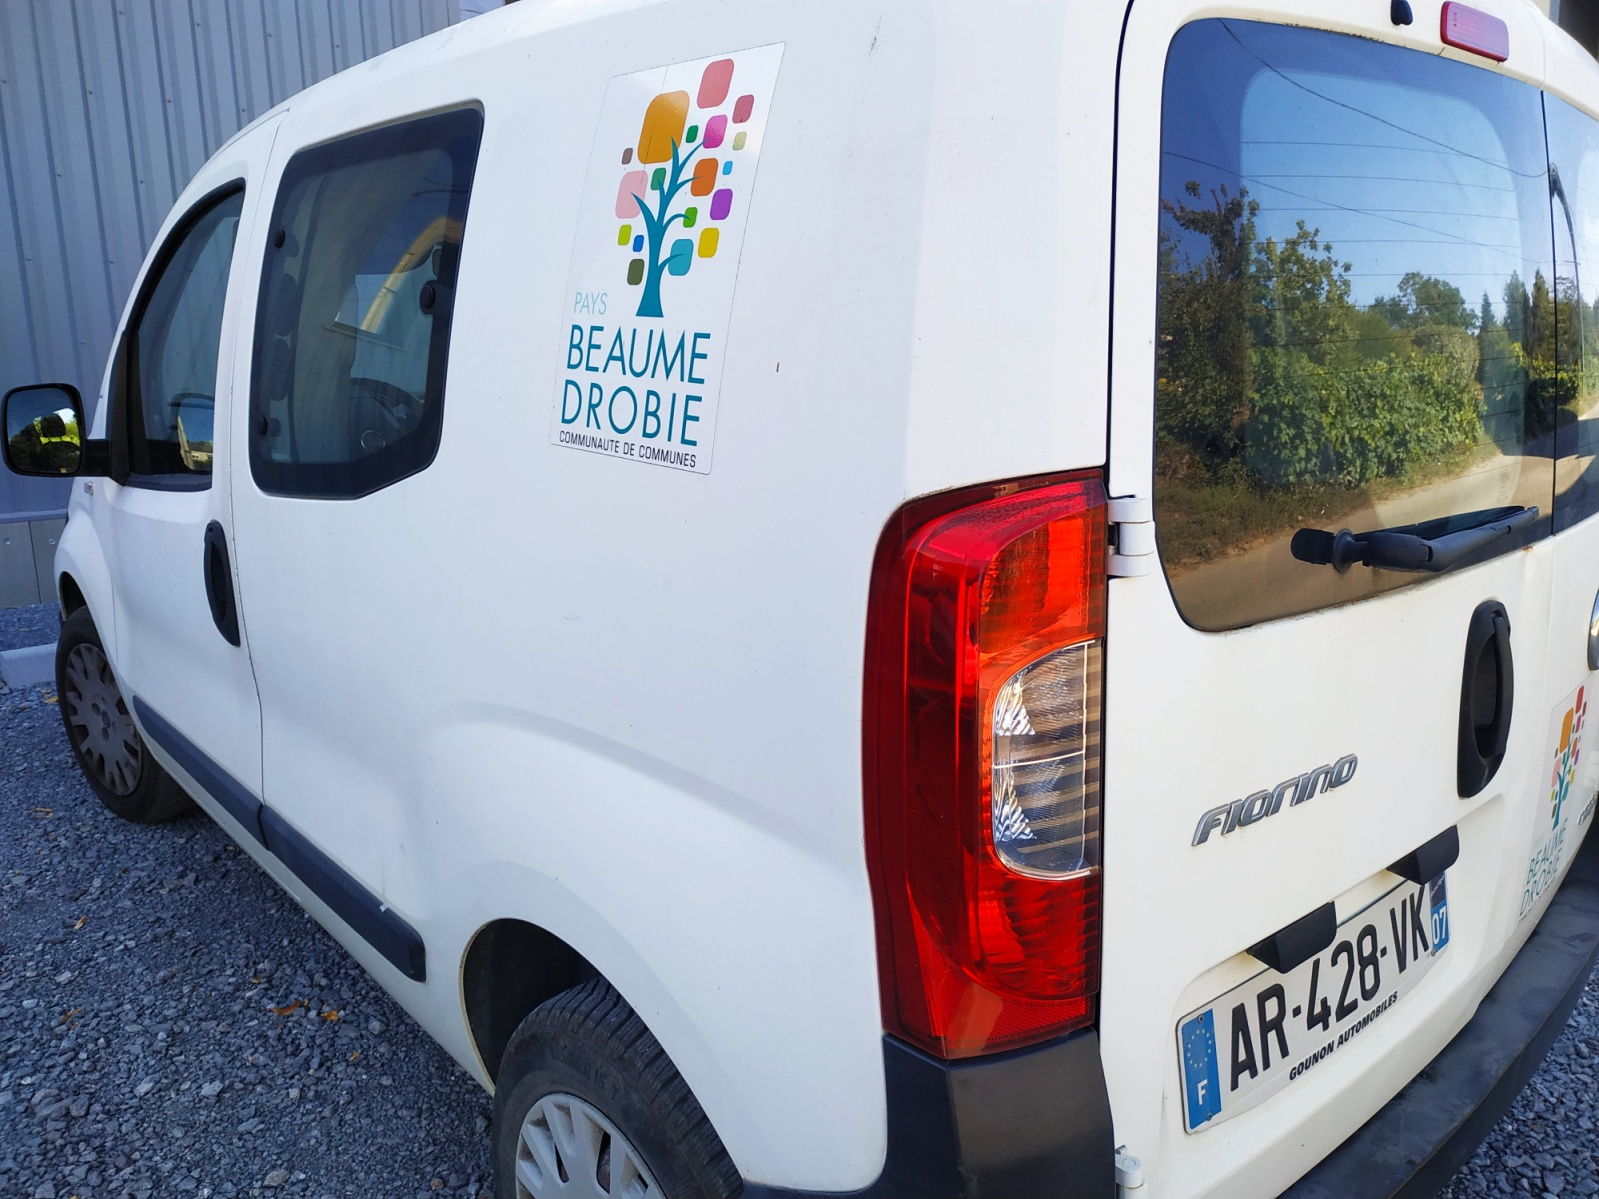 PAYS
BEAUME
DROBIE
COMMUNAUTE DE COMMUNES
FIORINO
BEAUME
DROBIE
F
AR-428-VK
07
GOUNON AUTOMOBILES